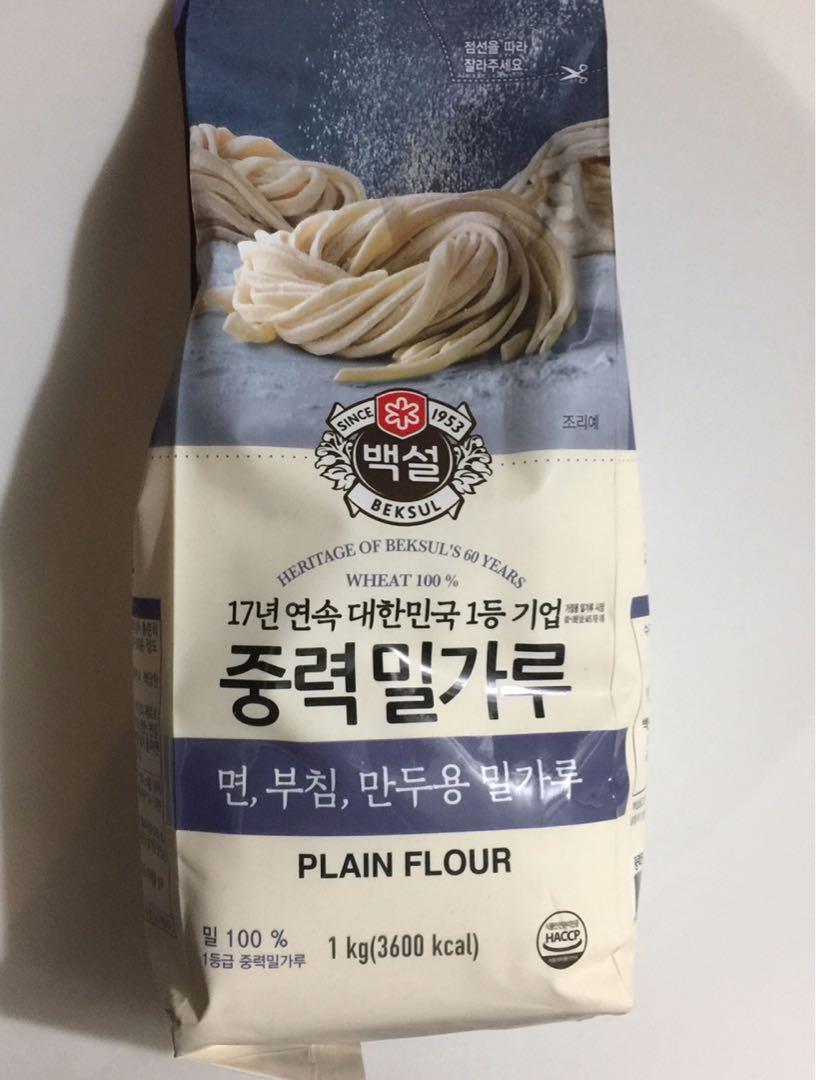 점선을 따라
잘라주세요
조리예
SINCE 1953
백설
BEKSUL
HERITAGE OF BEKSUL'S 60 YEARS
WHEAT 100 %
17년 연속 대한민국 1등 기업
중력밀가루
면, 부침, 만두용 밀가루
PLAIN FLOUR
밀 100 %
1등급 중력밀가루
1 kg(3600 kcal)
HACCP